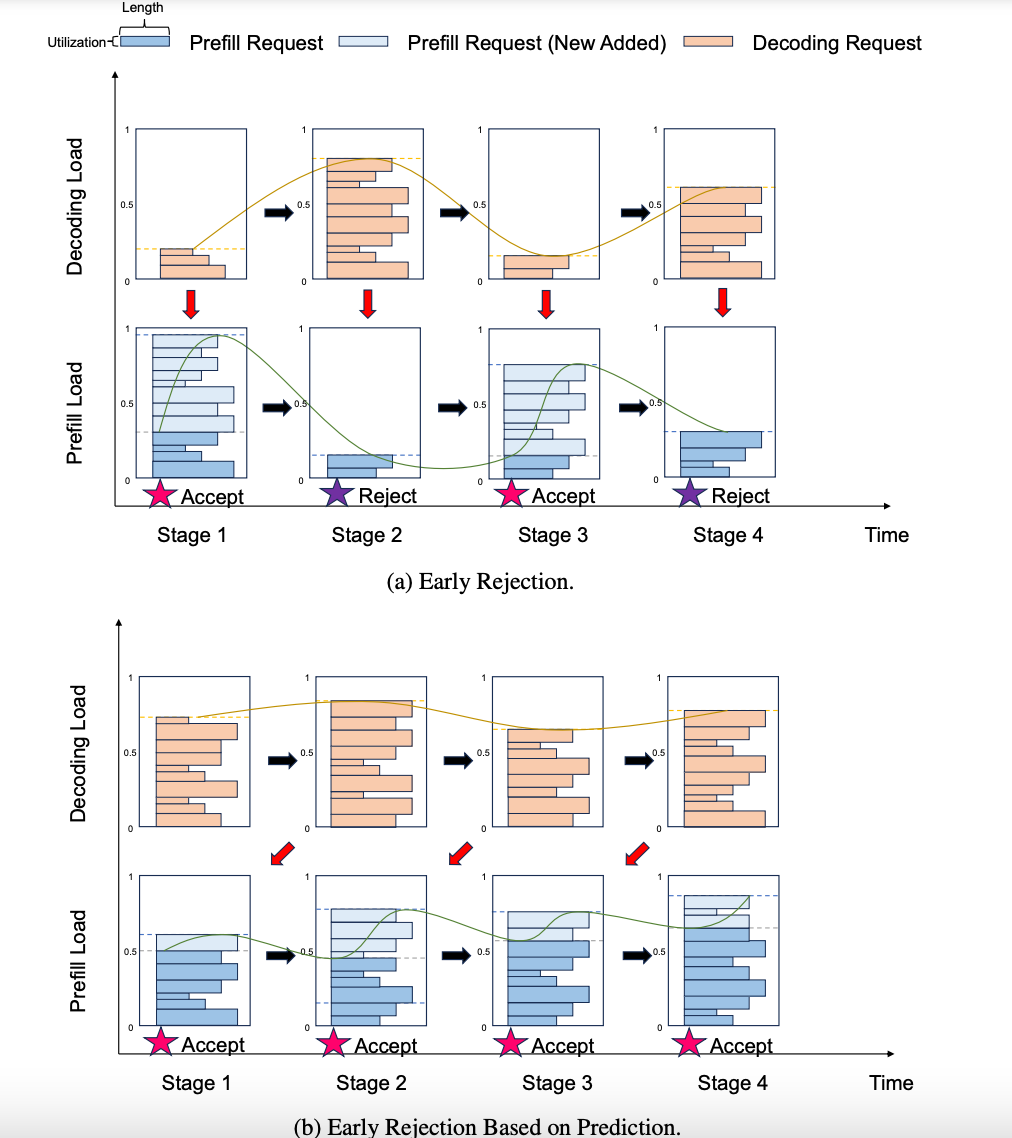 Length
Utilization
Prefill Request
Prefill Request (New Added)
Decoding Request
Decoding Load
1
0.5
0
1
0.5
0
1
0.5
0
1
0.5
0
Prefill Load
1
0.5
0
1
0.5
0
1
0.5
0
1
0.5
0
Accept
Reject
Accept
Reject
Stage 1
Stage 2
Stage 3
Stage 4
Time
(a) Early Rejection.
Decoding Load
1
0.5
0
1
0.5
0
1
0.5
0
1
0.5
0
Prefill Load
1
0.5
0
1
0.5
0
1
0.5
0
1
0.5
0
Accept
Accept
Accept
Accept
Stage 1
Stage 2
Stage 3
Stage 4
Time
(b) Early Rejection Based on Prediction.